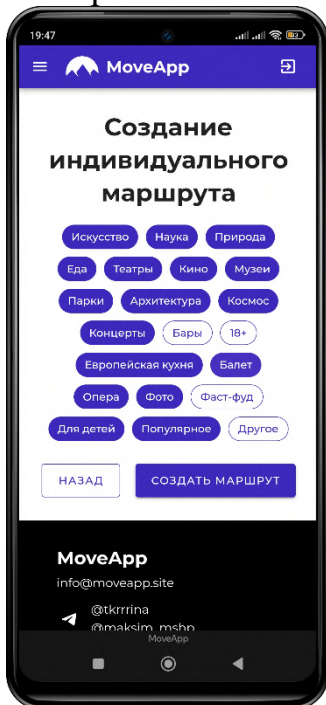 19:47
MoveApp
Создание
индивидуального
маршрута
Искусство Наука Природа
Еда Театры Кино Музеи
Парки Архитектура Космос
Концерты Бары 18+
Европейская кухня Балет
Опера Фото Фаст-фуд
Для детей Популярное Другое
НАЗАД СОЗДАТЬ МАРШРУТ
MoveApp
info@moveapp.site
@tkrrrina
@maksim_mshp
MoveApp